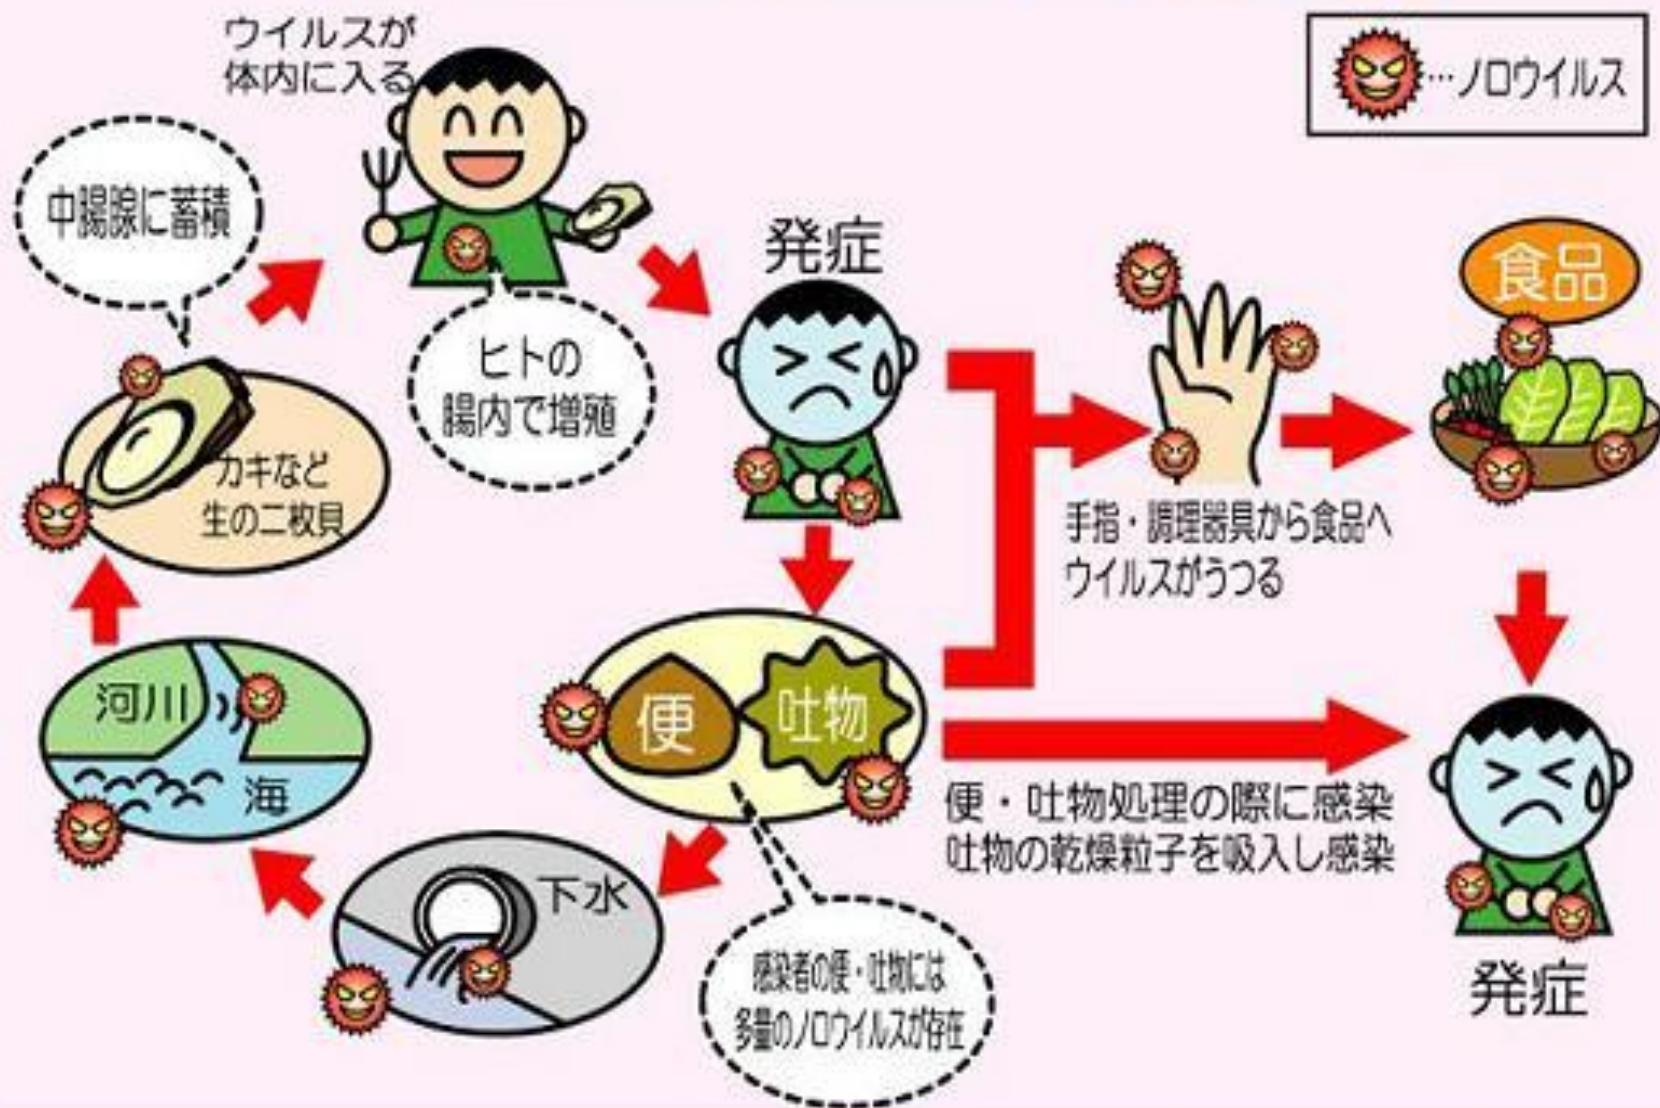 ウイルスが
体内に入る
…ノロウイルス
中腸腺に蓄積
発症
食品
ヒトの
腸内で増殖
カキなど
生の二枚貝
手指・調理器具から食品へ
ウイルスがうつる
河川
海
便
吐物
便・吐物処理の際に感染
吐物の乾燥粒子を吸入し感染
下水
感染者の便・吐物には
多量のノロウイルスが存在
発症